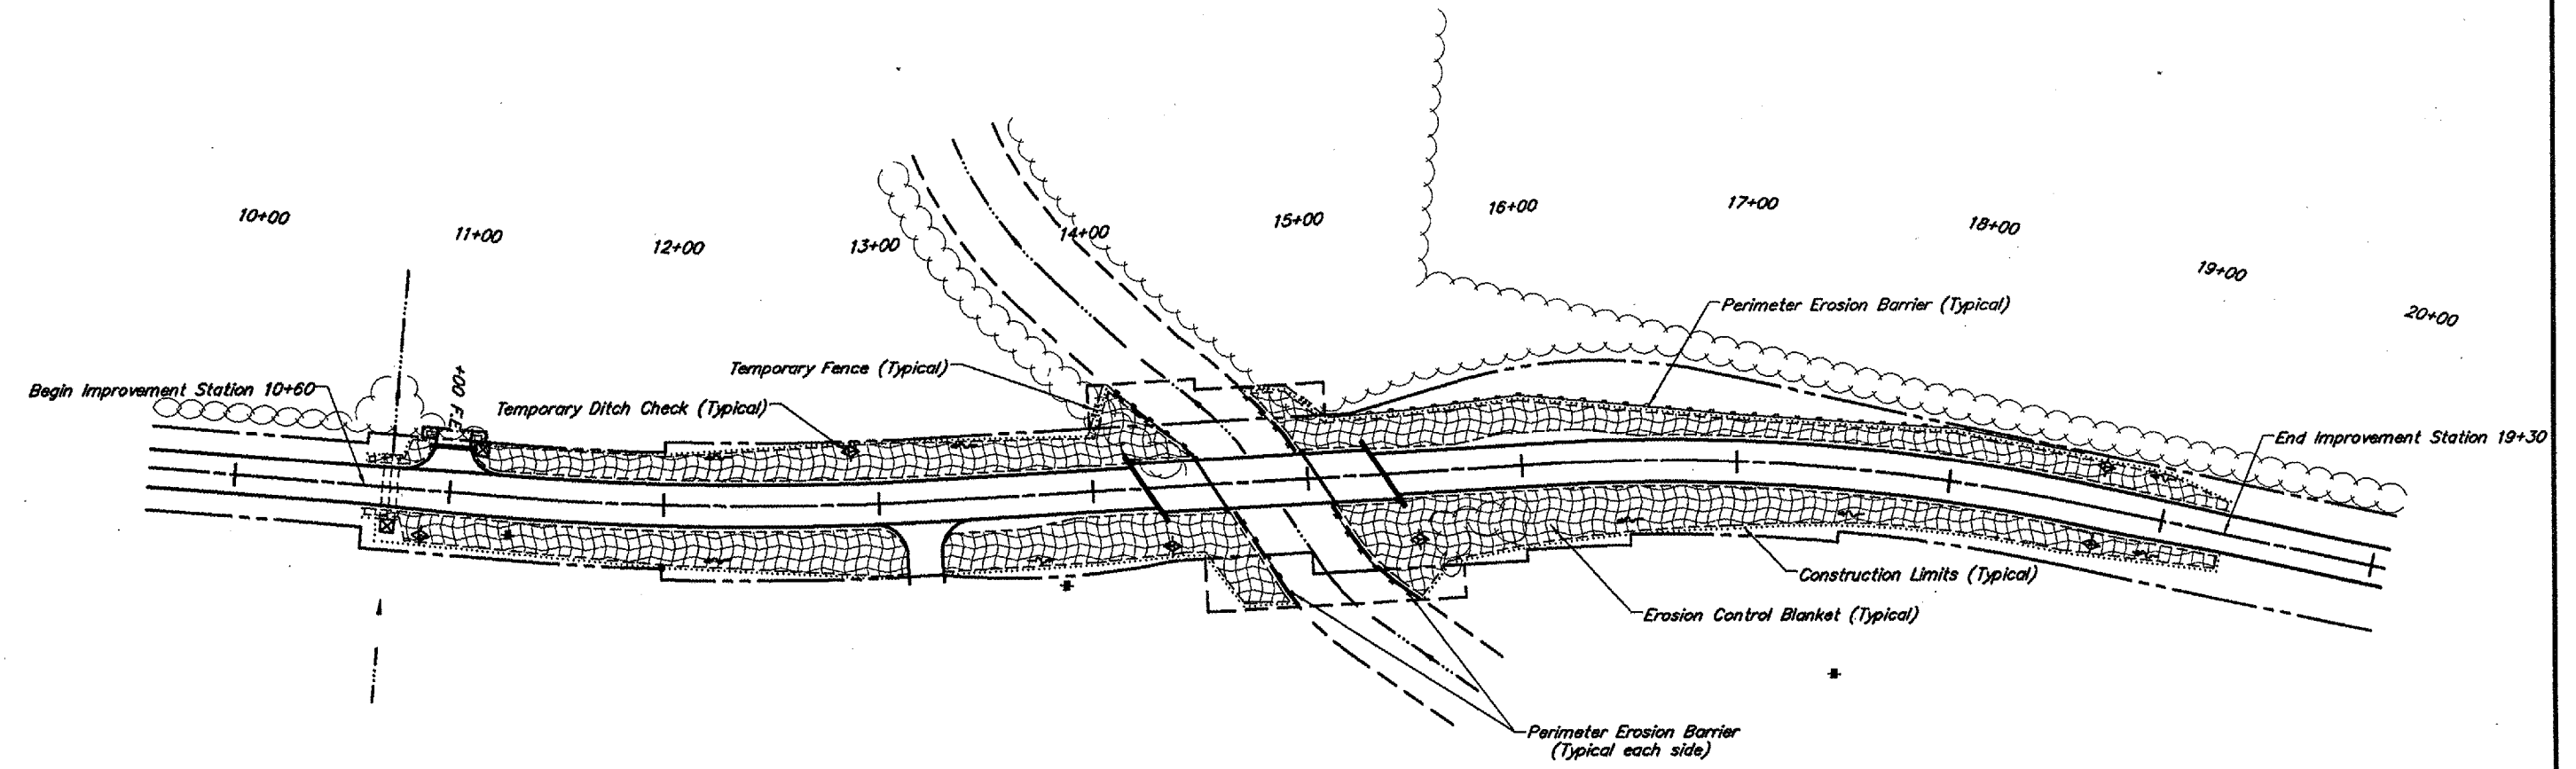 10+00
11+00
12+00
13+00
14+00
15+00
16+00
17+00
18+00
19+00
20+00
Perimeter Erosion Barrier (Typical)
Temporary Fence (Typical)
Begin Improvement Station 10+60
+00 F.E.
Temporary Ditch Check (Typical)
End Improvement Station 19+30
Construction Limits (Typical)
Erosion Control Blanket (Typical)
Perimeter Erosion Barrier
(Typical each side)